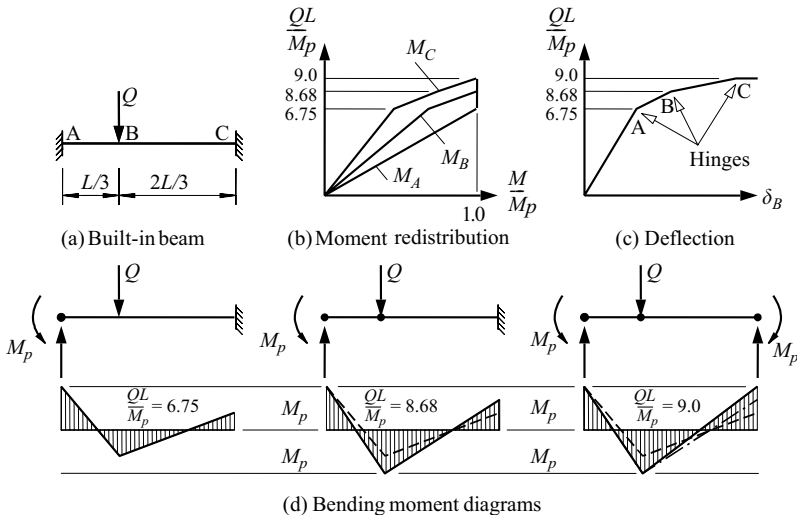 Q
A B C
L/3 2L/3
(a) Built-in beam
QL
Mp
9.0
8.68
6.75
MC
MB
MA
M
Mp
1.0
(b) Moment redistribution
QL
Mp
9.0
8.68
6.75
A
B
C
Hinges
δB
(c) Deflection
Q
Mp
QL/Mp = 6.75
Mp
Mp
Q
Mp
QL/Mp = 8.68
Mp
Mp
Q
Mp
Mp
QL/Mp = 9.0
(d) Bending moment diagrams